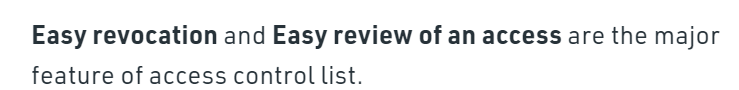 Easy revocation and Easy review of an access are the major
feature of access control list.